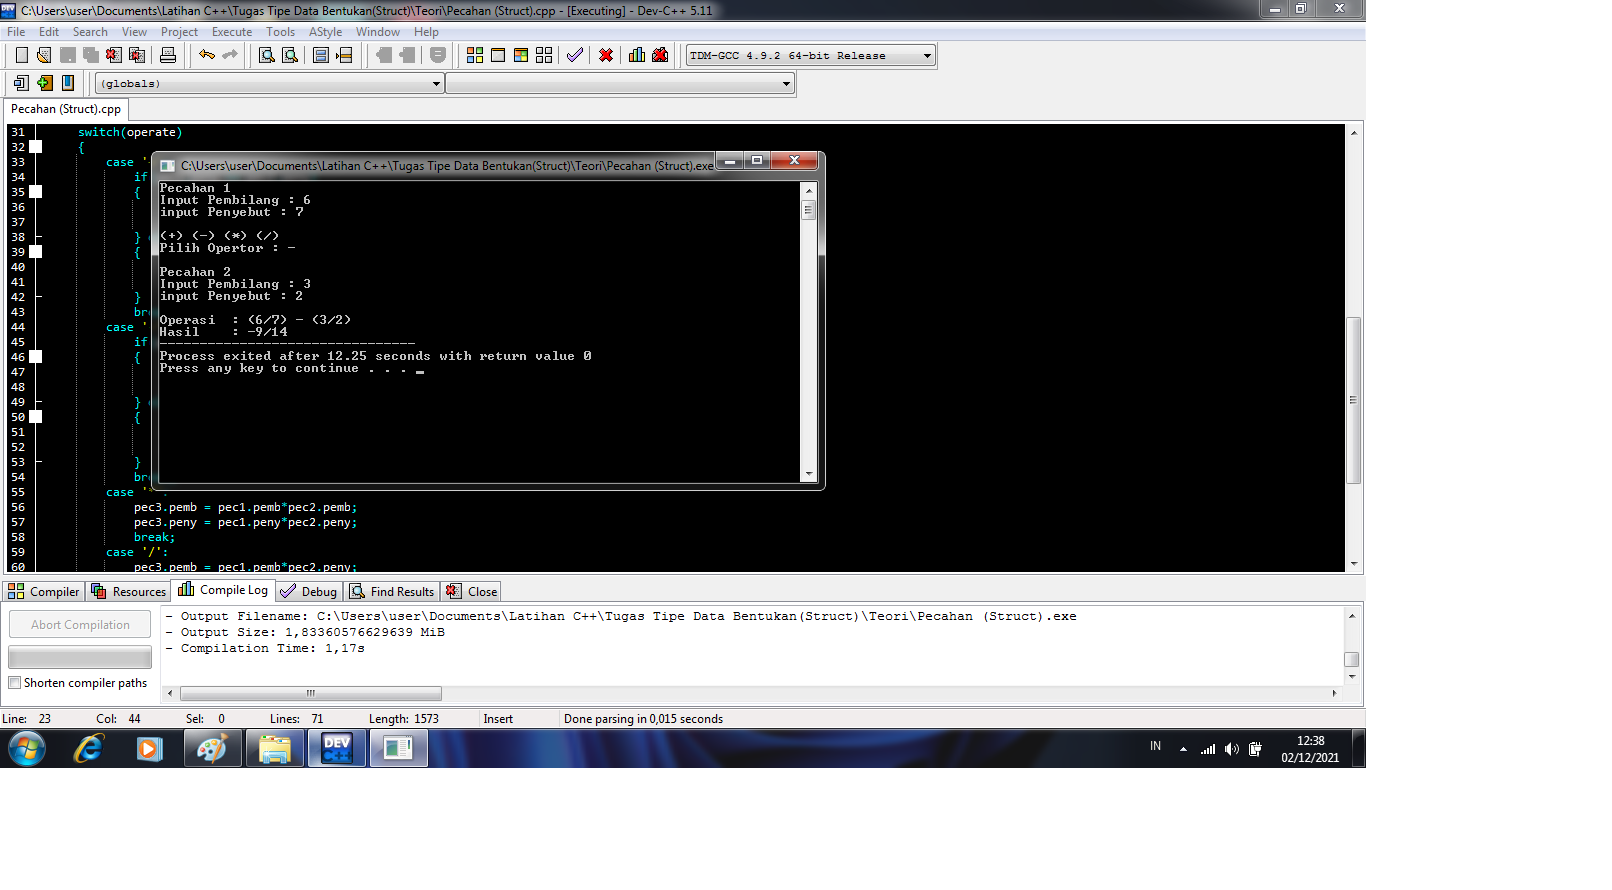 C:\Users\user\Documents\Latihan C++\Tugas Tipe Data Bentukan(Struct)\Teori\Pecahan (Struct).cpp - [Executing] - Dev-C++ 5.11
File Edit Search View Project Execute Tools AStyle Window Help
TDM-GCC 4.9.2 64-bit Release
(globals)
Pecahan (Struct).cpp
31 switch(operate)
32 {
33 case '
34 if
35 {
36
37
38 }
39 {
40
41
42 }
43 bre
44 case '
45 if
46 {
47
48
49 }
50 {
51
52
53 }
54 bre
55 case '*':
56 pec3.pemb = pec1.pemb*pec2.pemb;
57 pec3.peny = pec1.peny*pec2.peny;
58 break;
59 case '/':
60 pec3.pemb = pec1.pemb*pec2.peny;
C:\Users\user\Documents\Latihan C++\Tugas Tipe Data Bentukan(Struct)\Teori\Pecahan (Struct).exe
Pecahan 1
Input Pembilang : 6
input Penyebut : 7
(+) (-) (*) (/)
Pilih Opertor : -
Pecahan 2
Input Pembilang : 3
input Penyebut : 2
Operasi : (6/7) - (3/2)
Hasil : -9/14
--------------------------------
Process exited after 12.25 seconds with return value 0
Press any key to continue . . . _
Compiler Resources Compile Log Debug Find Results Close
Abort Compilation
Shorten compiler paths
- Output Filename: C:\Users\user\Documents\Latihan C++\Tugas Tipe Data Bentukan(Struct)\Teori\Pecahan (Struct).exe
- Output Size: 1,83360576629639 MiB
- Compilation Time: 1,17s
Line: 23 Col: 44 Sel: 0 Lines: 71 Length: 1573 Insert Done parsing in 0,015 seconds
DEV C++
IN
12:38
02/12/2021